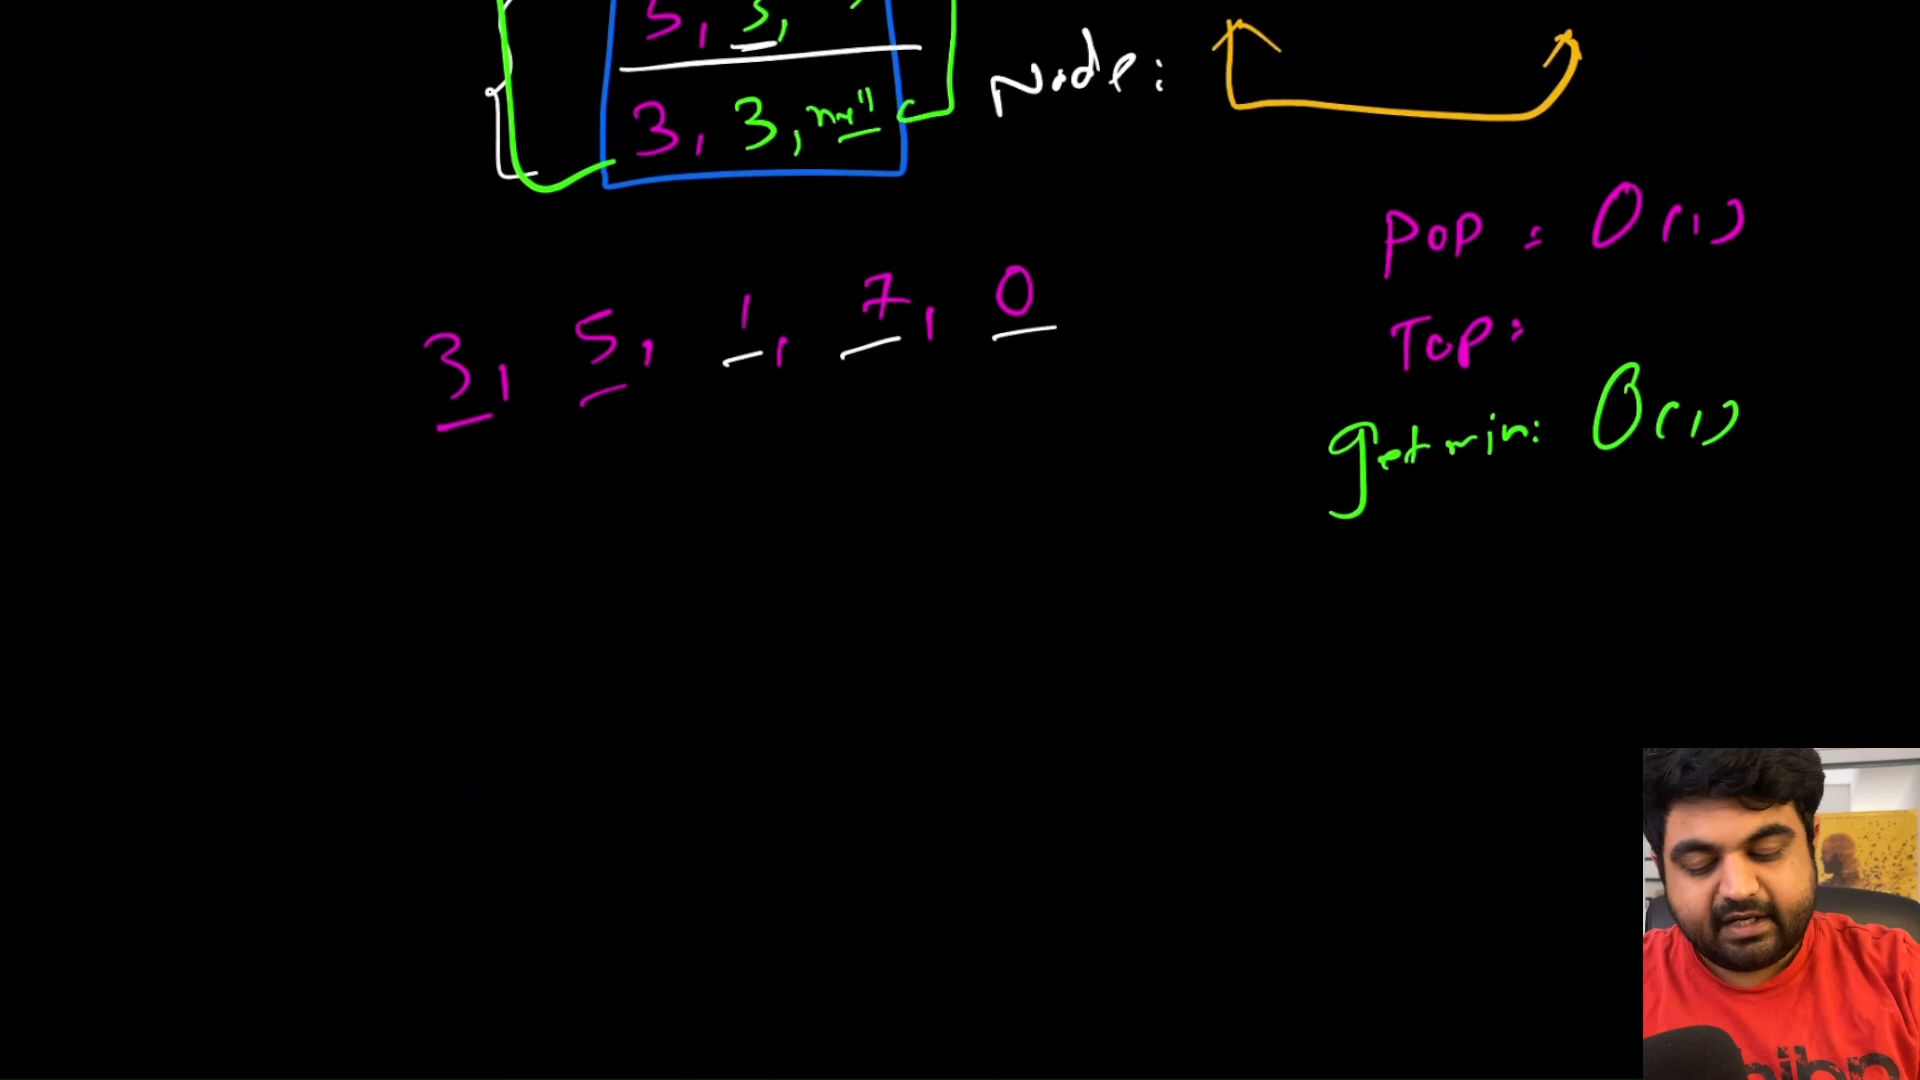 5, 3,
3, 3, null
Node:
3, 5, 1, 7, 0
pop: O(1)
Top:
getmin: O(1)